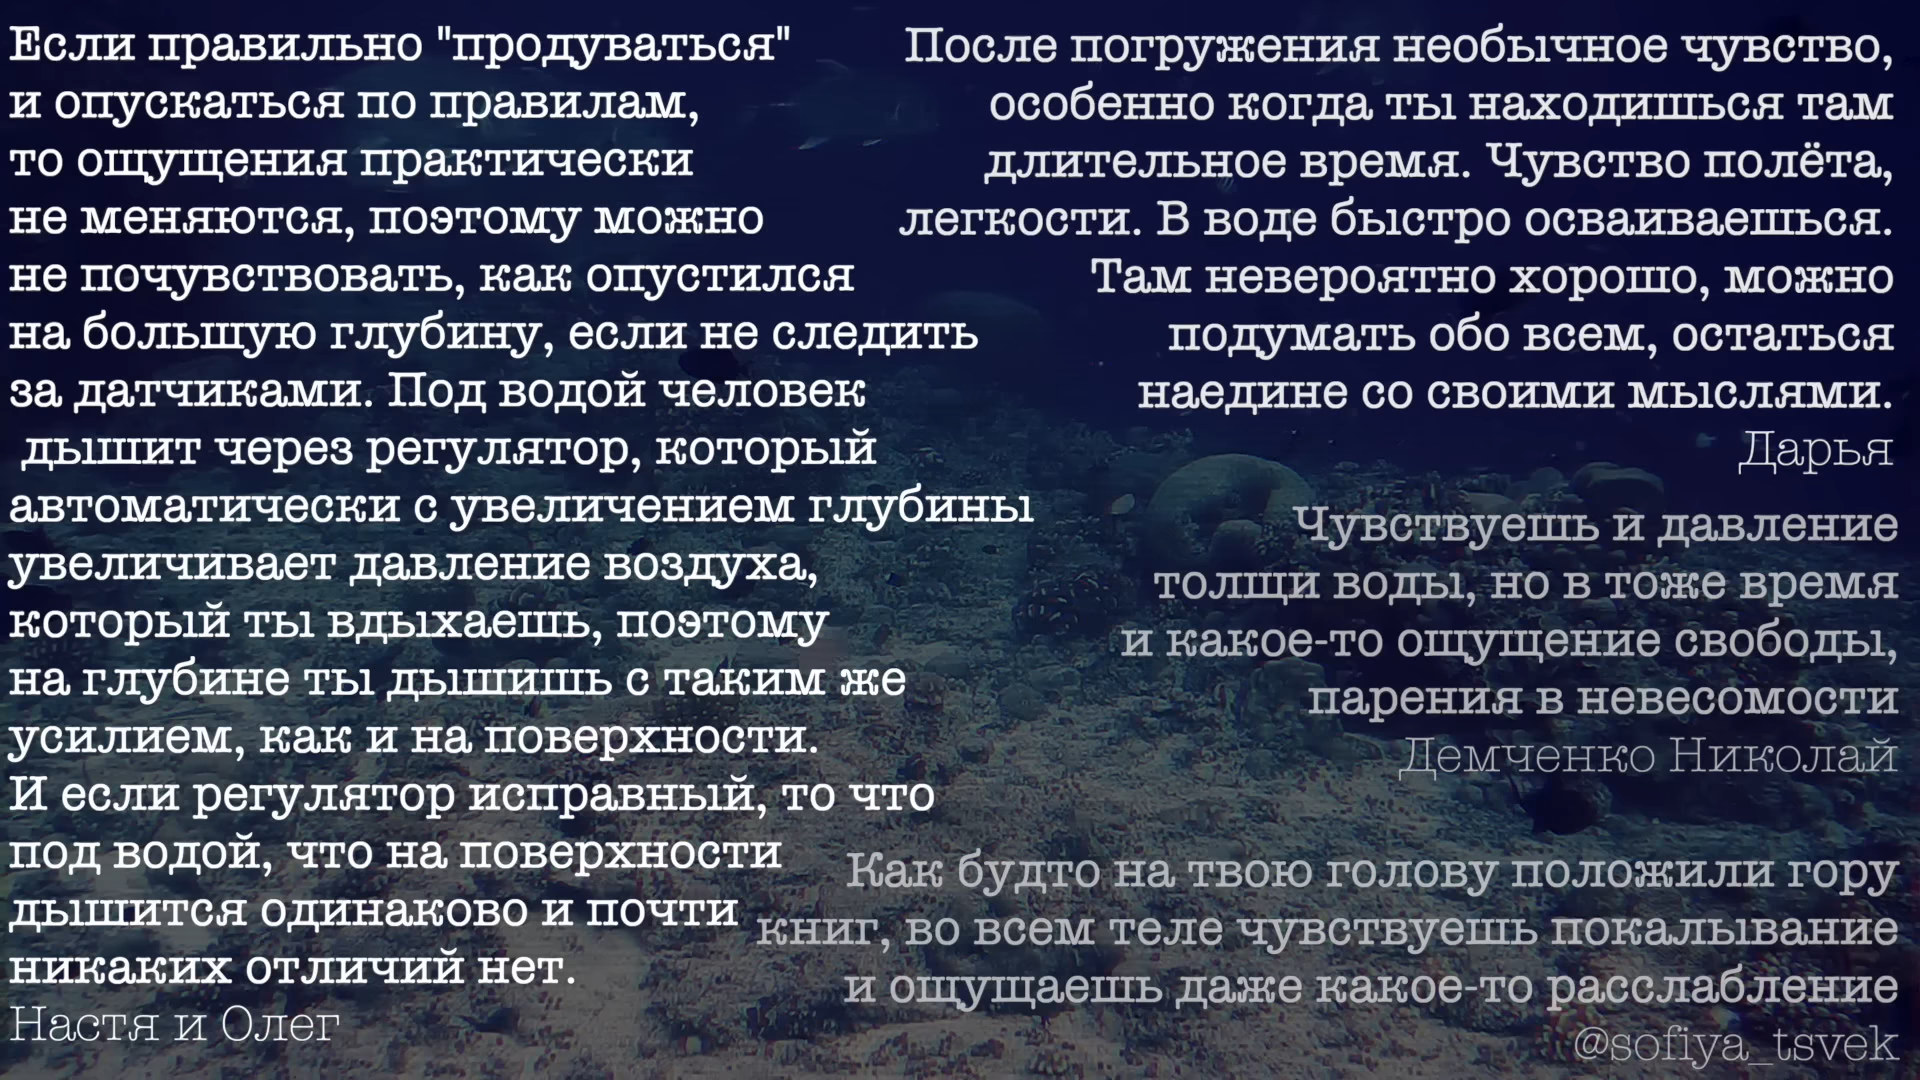 Если правильно "продуваться"
и опускаться по правилам,
то ощущения практически
не меняются, поэтому можно
не почувствовать, как опустился
на большую глубину, если не следить
за датчиками. Под водой человек
дышит через регулятор, который
автоматически с увеличением глубины
увеличивает давление воздуха,
который ты вдыхаешь, поэтому
на глубине ты дышишь с таким же
усилием, как и на поверхности.
И если регулятор исправный, то что
под водой, что на поверхности
дышится одинаково и почти
никаких отличий нет.
Настя и Олег
После погружения необычное чувство,
особенно когда ты находишься там
длительное время. Чувство полёта,
легкости. В воде быстро осваиваешься.
Там невероятно хорошо, можно
подумать обо всем, остаться
наедине со своими мыслями.
Дарья
Чувствуешь и давление
толщи воды, но в тоже время
и какое-то ощущение свободы,
парения в невесомости
Демченко Николай
Как будто на твою голову положили гору
книг, во всем теле чувствуешь покалывание
и ощущаешь даже какое-то расслабление
@sofiya_tsvek